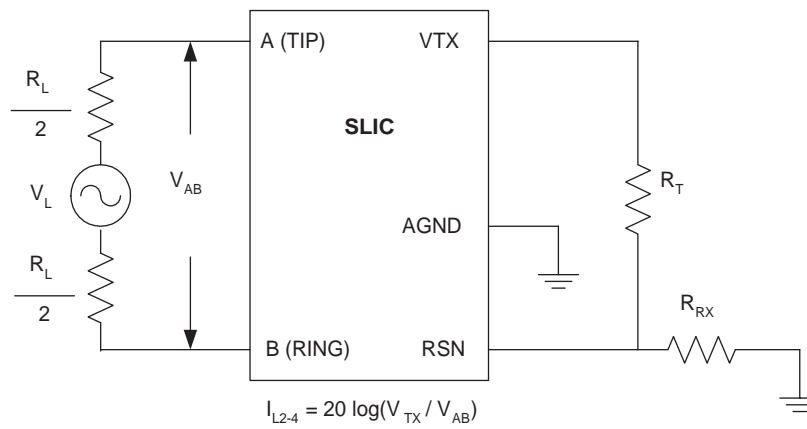 A (TIP)
VTX
R_L
2
SLIC
V_L
V_AB
R_T
AGND
R_L
2
R_RX
B (RING)
RSN
I_L2-4 = 20 log(V_TX / V_AB)